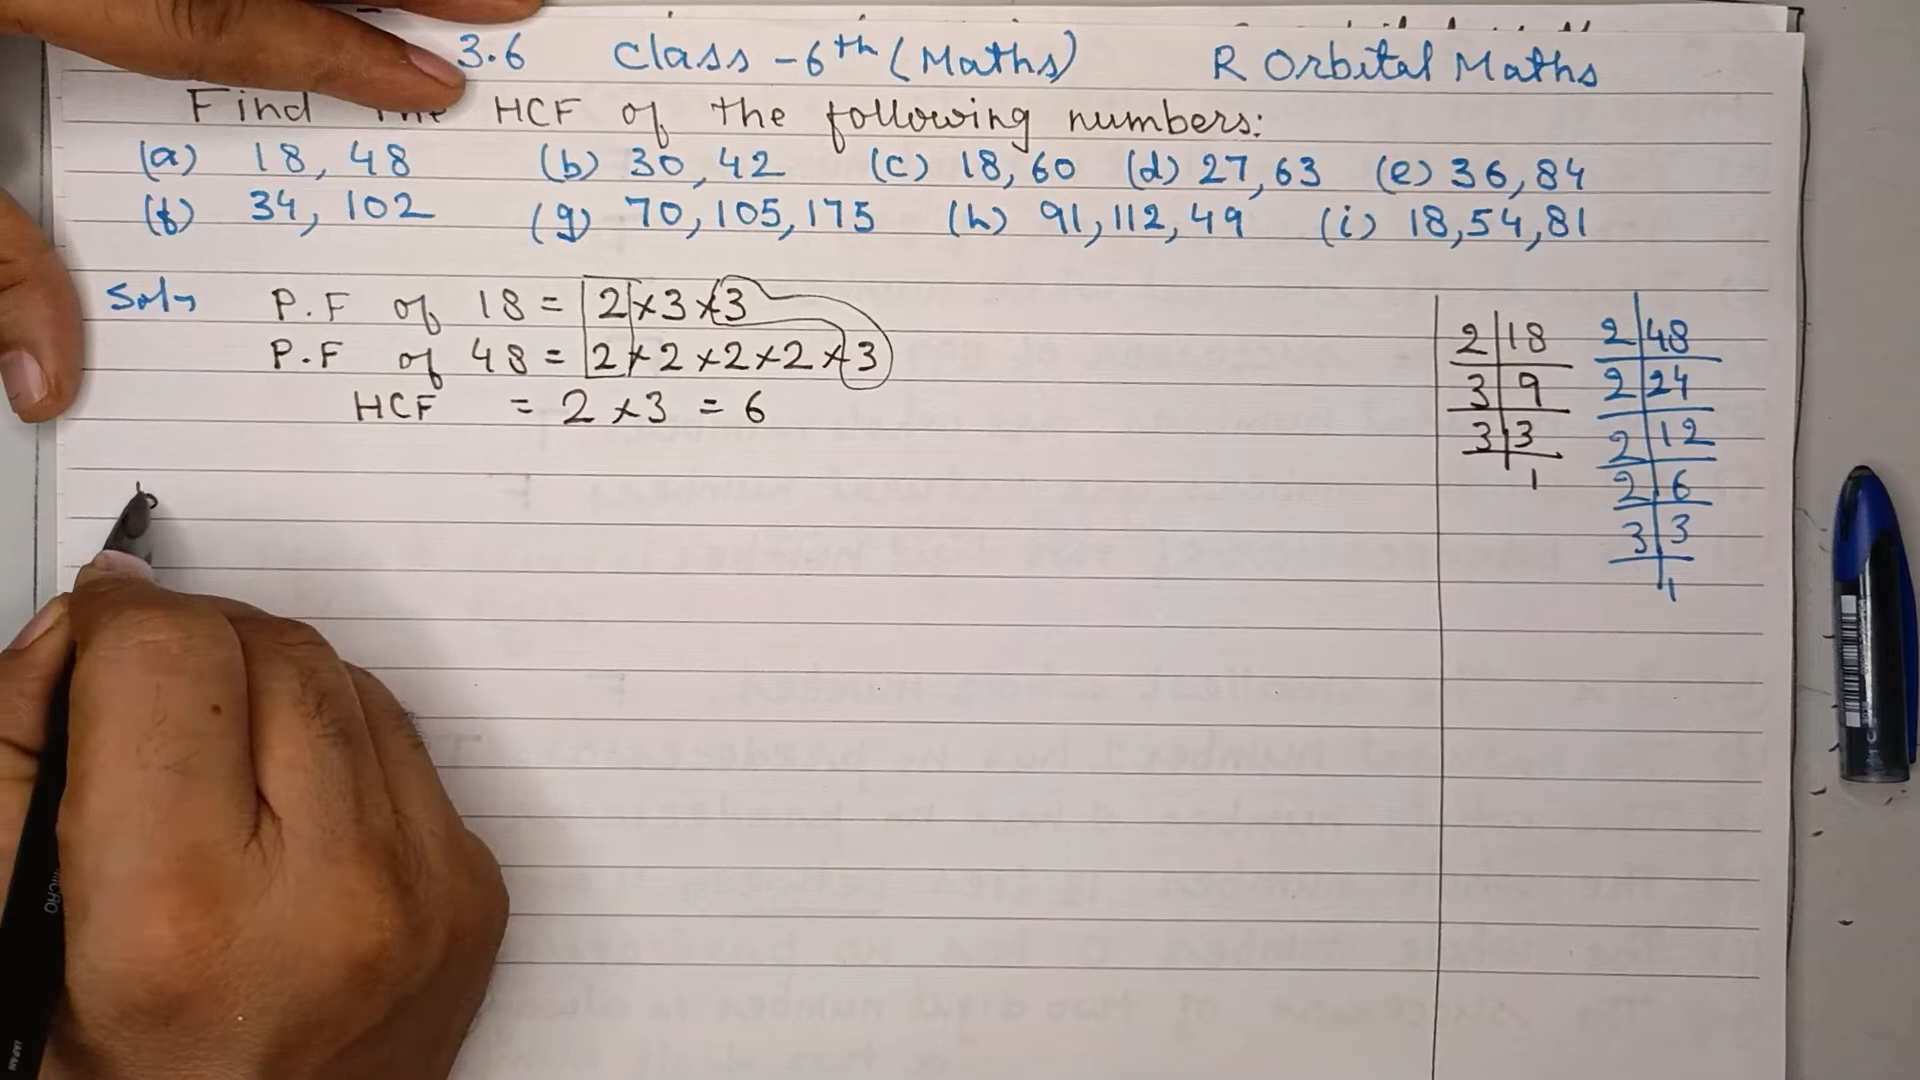 3.6 Class - 6th (Maths) R Orbital Maths
Find the HCF of the following numbers:
(a) 18, 48 (b) 30, 42 (c) 18, 60 (d) 27, 63 (e) 36, 84
(f) 34, 102 (g) 70, 105, 175 (h) 91, 112, 49 (i) 18, 54, 81
Soln P.F of 18 = 2 × 3 × 3
P.F of 48 = 2 × 2 × 2 × 2 × 3
HCF = 2 × 3 = 6
b
2 18
3 9
3 3
1
2 48
2 24
2 12
2 6
3 3
1